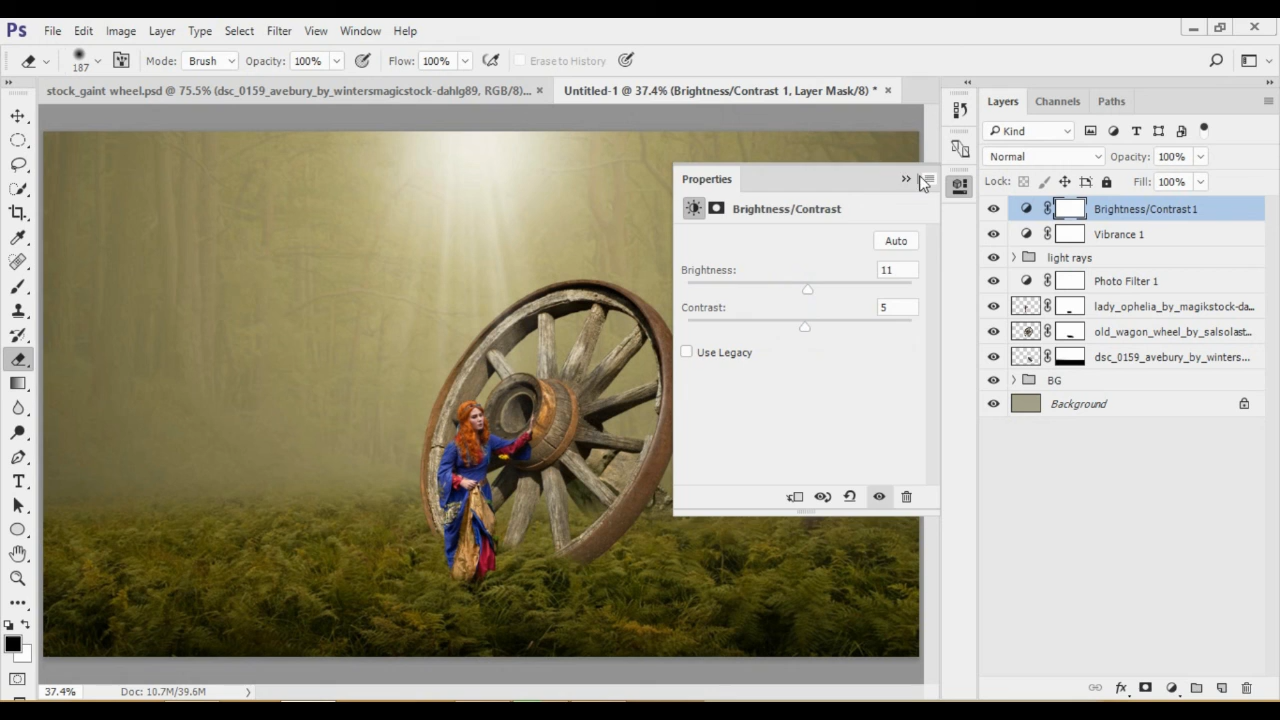 Ps File Edit Image Layer Type Select Filter View Window Help
187 Mode: Brush Opacity: 100% Flow: 100% Erase to History
stock_gaint wheel.psd @ 75.5% (dsc_0159_avebury_by_wintersmagicstock-dahlg89, RGB/8)... × Untitled-1 @ 37.4% (Brightness/Contrast 1, Layer Mask/8) * ×
Layers Channels Paths
Kind
Normal Opacity: 100%
Lock: Fill: 100%
Brightness/Contrast 1
Vibrance 1
light rays
Photo Filter 1
lady_ophelia_by_magikstock-da...
old_wagon_wheel_by_salsolast...
dsc_0159_avebury_by_winters...
BG
Background
Properties
Brightness/Contrast
Auto
Brightness: 11
Contrast: 5
Use Legacy
37.4% Doc: 10.7M/39.6M